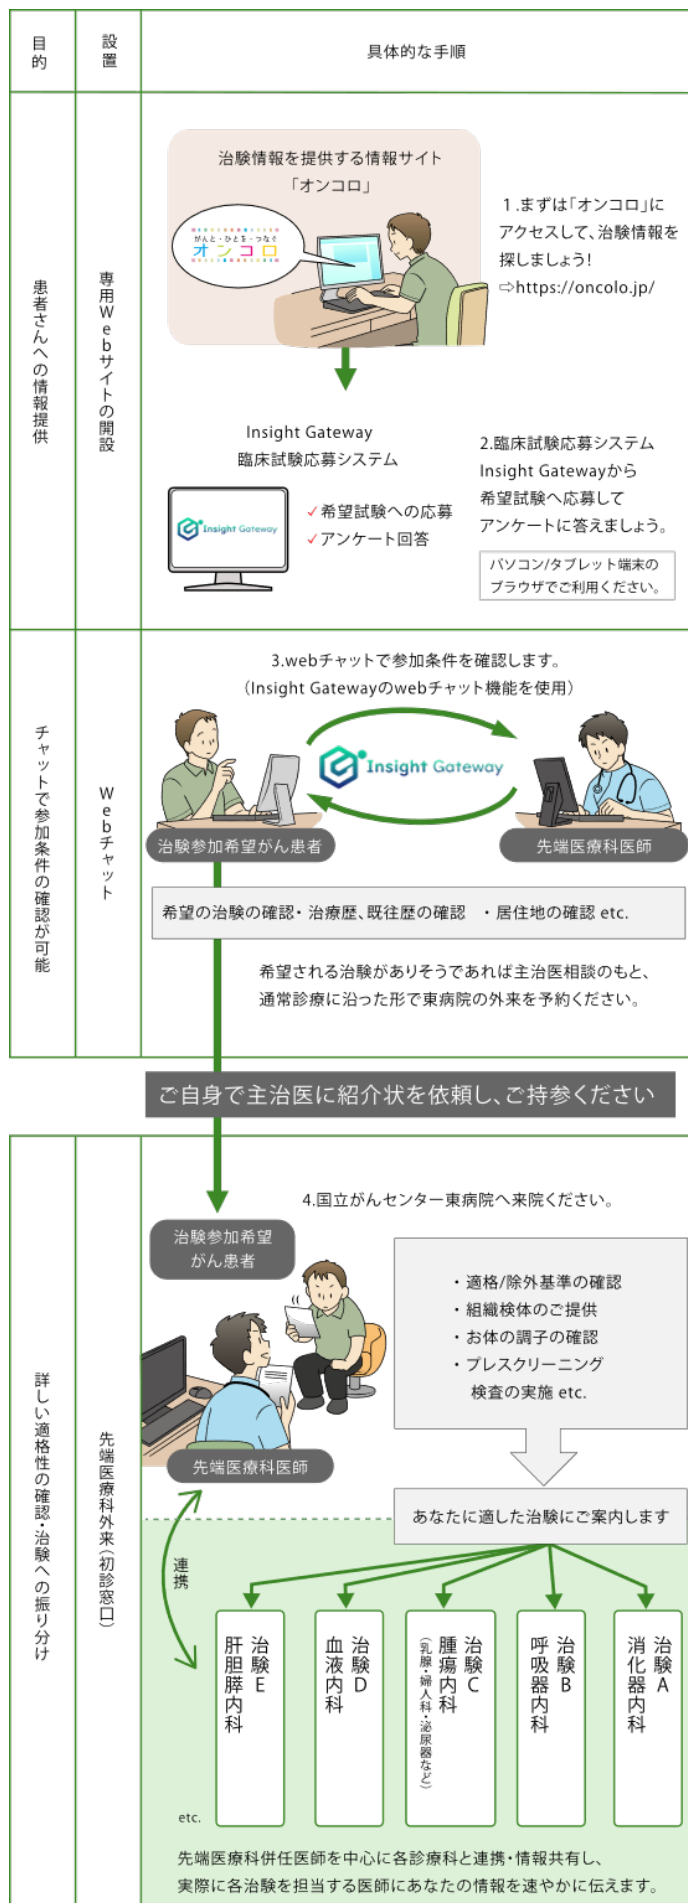 目的
設置
具体的な手順
患者さんへの情報提供
専用Webサイトの開設
治験情報を提供する情報サイト
「オンコロ」
がんと・ひとを・つなぐ
オンコロ
1.まずは「オンコロ」に
アクセスして、治験情報を
探しましょう!
⇨https://oncolo.jp/
Insight Gateway
臨床試験応募システム
Insight Gateway
✓希望試験への応募
✓アンケート回答
2.臨床試験応募システム
Insight Gatewayから
希望試験へ応募して
アンケートに答えましょう。
パソコン/タブレット端末の
ブラウザでご利用ください。
チャットで参加条件の確認が可能
Webチャット
3.webチャットで参加条件を確認します。
(Insight Gatewayのwebチャット機能を使用)
Insight Gateway
治験参加希望がん患者
先端医療科医師
希望の治験の確認・治療歴、既往歴の確認 ・居住地の確認 etc.
希望される治験がありそうであれば主治医相談のもと、
通常診療に沿った形で東病院の外来を予約ください。
ご自身で主治医に紹介状を依頼し、ご持参ください
詳しい適格性の確認・治験への振り分け
先端医療科外来(初診窓口)
4.国立がんセンター東病院へ来院ください。
治験参加希望
がん患者
・適格/除外基準の確認
・組織検体のご提供
・お体の調子の確認
・プレスクリーニング
検査の実施 etc.
先端医療科医師
あなたに適した治験にご案内します
連携
治験A
消化器内科
治験B
呼吸器内科
治験C
腫瘍内科
(乳腺・婦人科・泌尿器など)
治験D
血液内科
治験E
肝胆膵内科
etc.
先端医療科併任医師を中心に各診療科と連携・情報共有し、
実際に各治験を担当する医師にあなたの情報を速やかに伝えます。